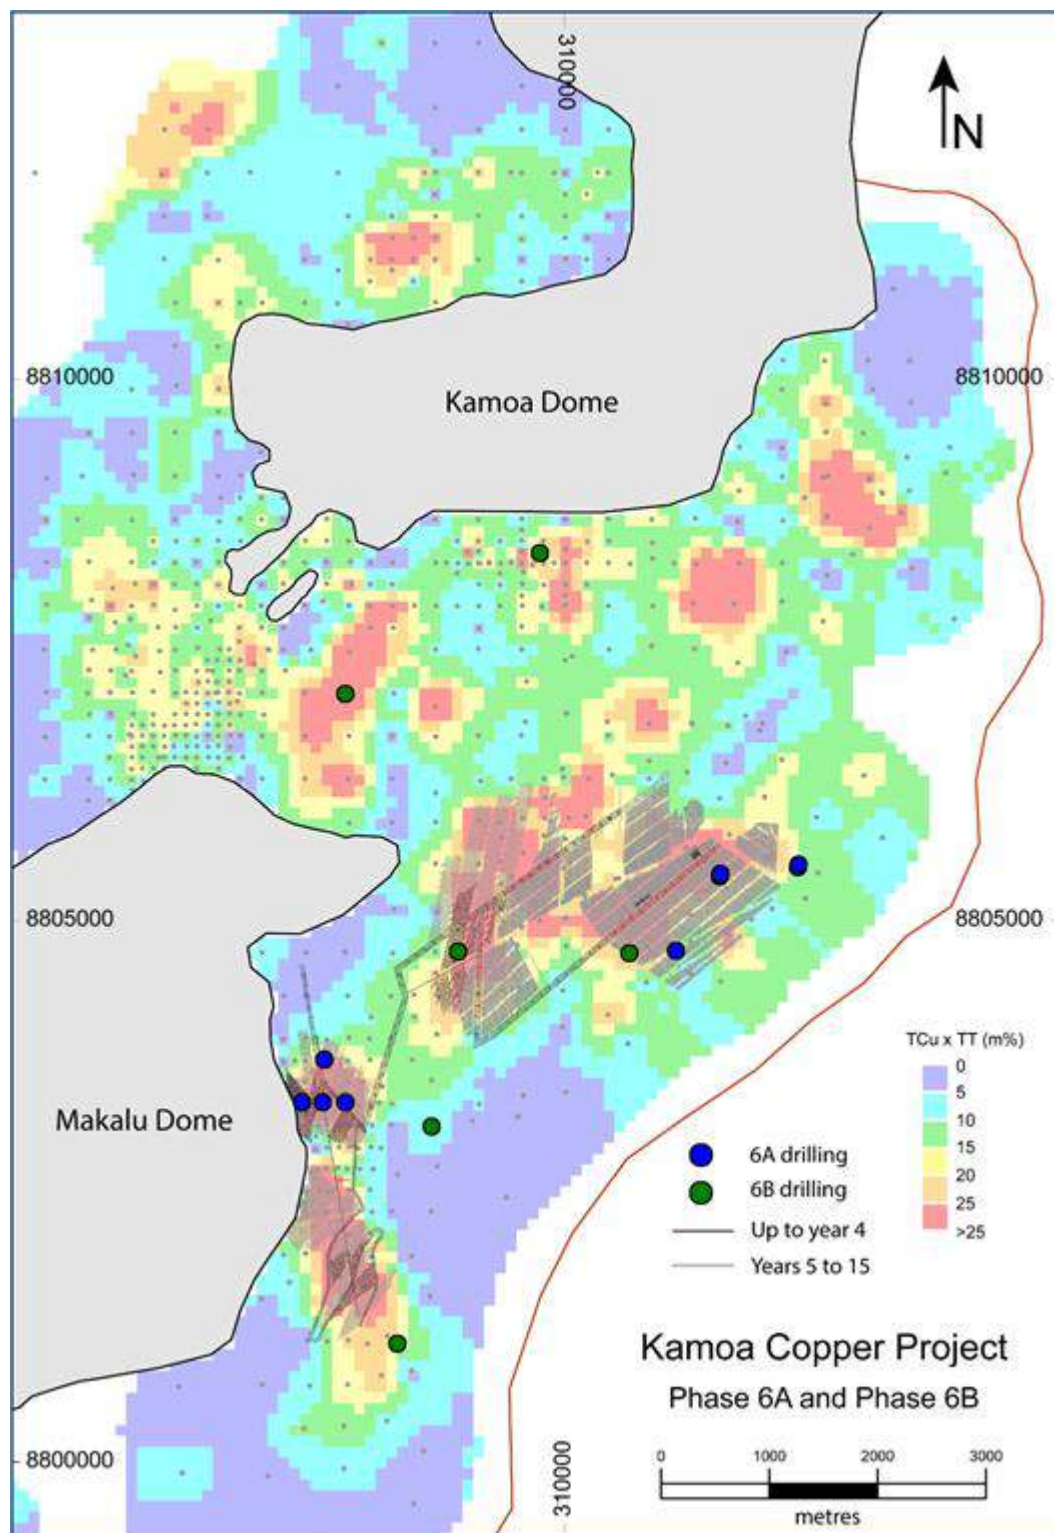 310000
N
8810000
8810000
Kamoa Dome
8805000
8805000
TCu x TT (m%)
0
5
10
15
20
25
>25
Makalu Dome
6A drilling
6B drilling
Up to year 4
Years 5 to 15
Kamoa Copper Project
Phase 6A and Phase 6B
8800000
310000
0
1000
2000
3000
metres